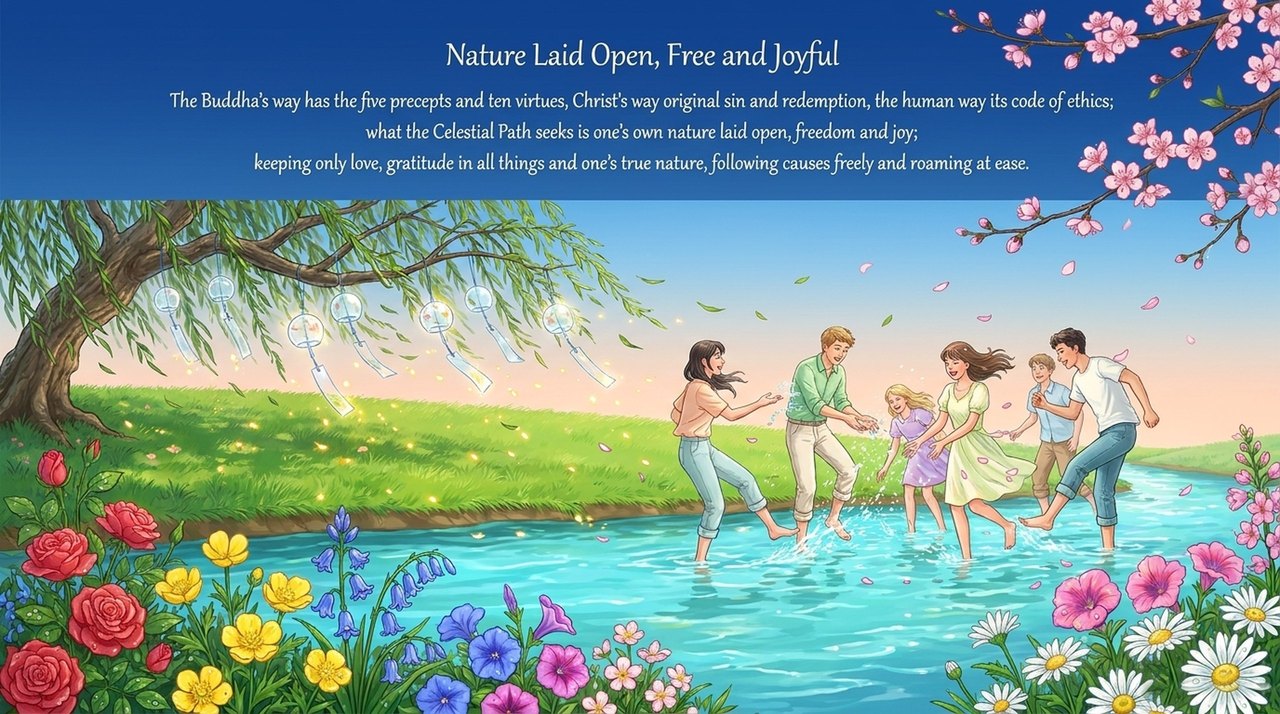 Nature Laid Open, Free and Joyful
The Buddha's way has the five precepts and ten virtues, Christ's way original sin and redemption, the human way its code of ethics;
what the Celestial Path seeks is one's own nature laid open, freedom and joy;
keeping only love, gratitude in all things and one's true nature, following causes freely and roaming at ease.